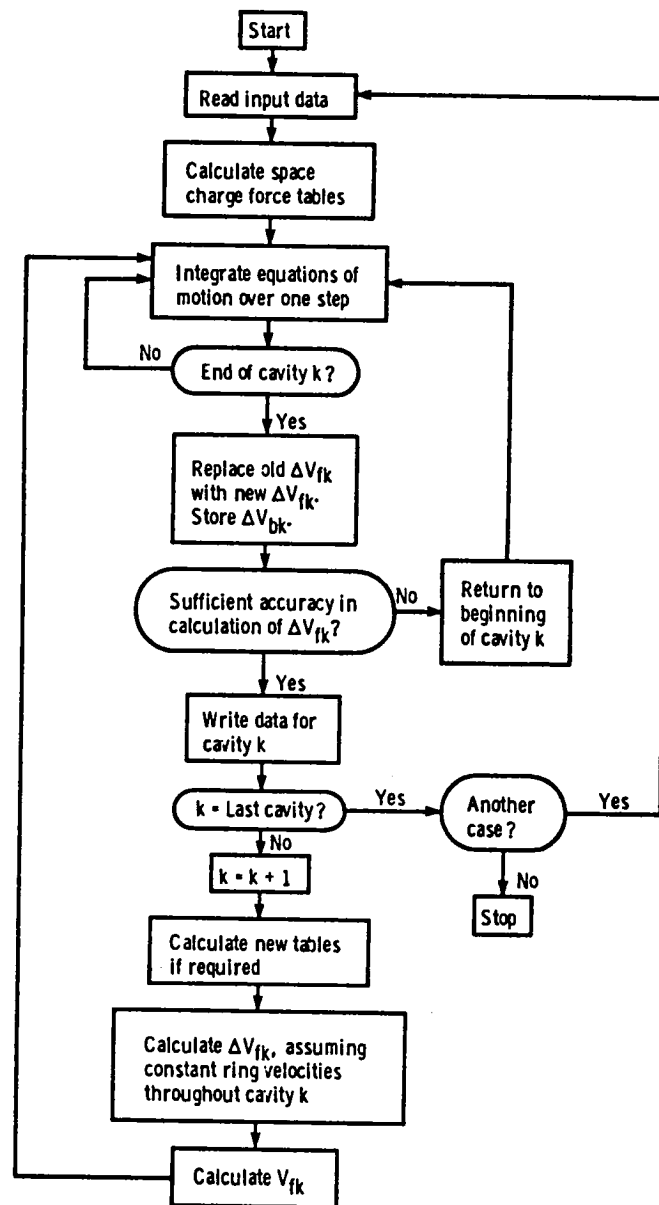 Start
Read input data
Calculate space
charge force tables
Integrate equations of
motion over one step
No
End of cavity k?
Yes
Replace old ΔV_fk
with new ΔV_fk.
Store ΔV_bk.
Sufficient accuracy in
calculation of ΔV_fk?
No
Return to
beginning
of cavity k
Yes
Write data for
cavity k
k = Last cavity?
Yes
Another
case?
Yes
No
k = k + 1
No
Stop
Calculate new tables
if required
Calculate ΔV_fk, assuming
constant ring velocities
throughout cavity k
Calculate V_fk